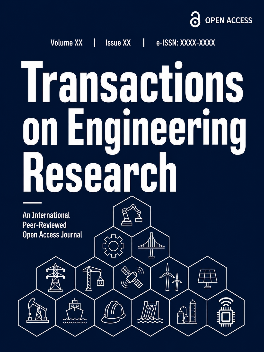 OPEN ACCESS
Volume XX | Issue XX | e-ISSN: XXXX-XXXX
Transactions
on Engineering
Research
An International
Peer-Reviewed
Open Access Journal